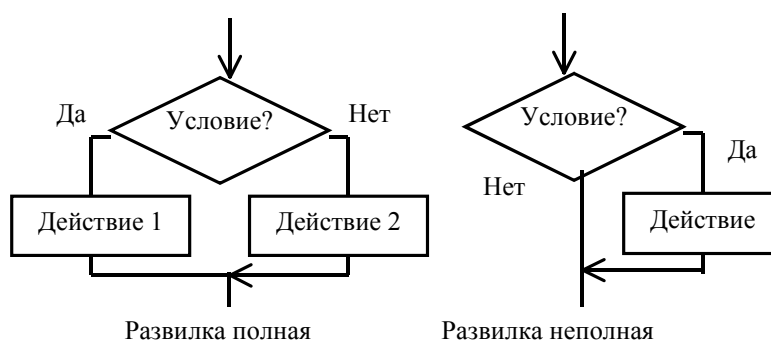 Да
Условие?
Нет
Действие 1
Действие 2
Развилка полная
Условие?
Да
Нет
Действие
Развилка неполная